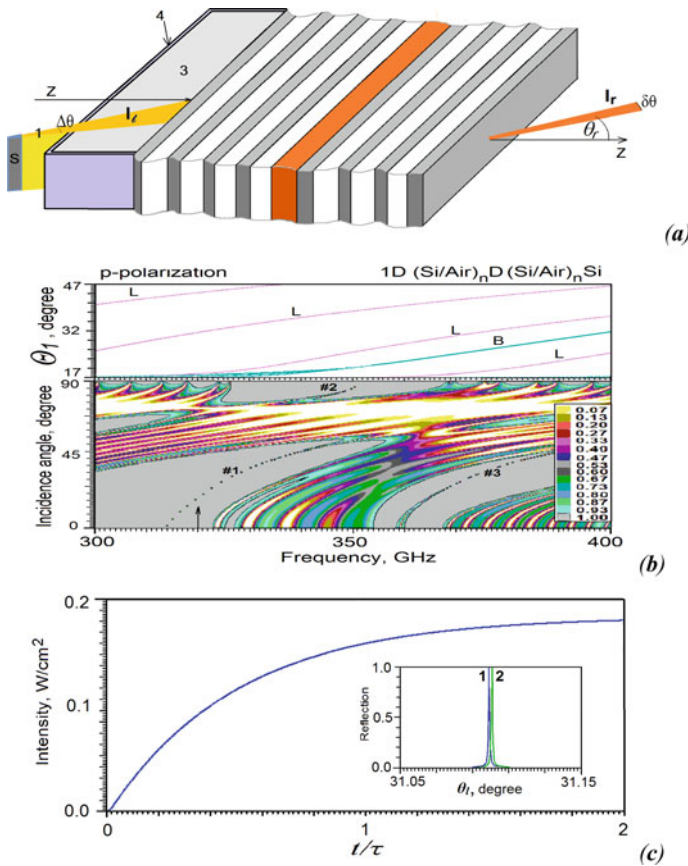 4
3
Z
Δθ
I_ℓ
1
S
I_r
δθ
θ_r
Z
(a)
p-polarization 1D (Si/Air)_nD(Si/Air)_nSi
Θ_1, degree
47
32
17
L
L
L
B
L
Incidence angle, degree
90
45
0
#2
#1
#3
0.07
0.13
0.20
0.27
0.33
0.40
0.47
0.53
0.60
0.67
0.73
0.80
0.87
0.93
1.00
300 350 400
Frequency, GHz
(b)
Intensity, W/cm²
0.2
0.1
0.0
Reflection
1.0
0.5
0.0
1 2
31.05 31.15
θ_l, degree
0 1 2
t/τ
(c)